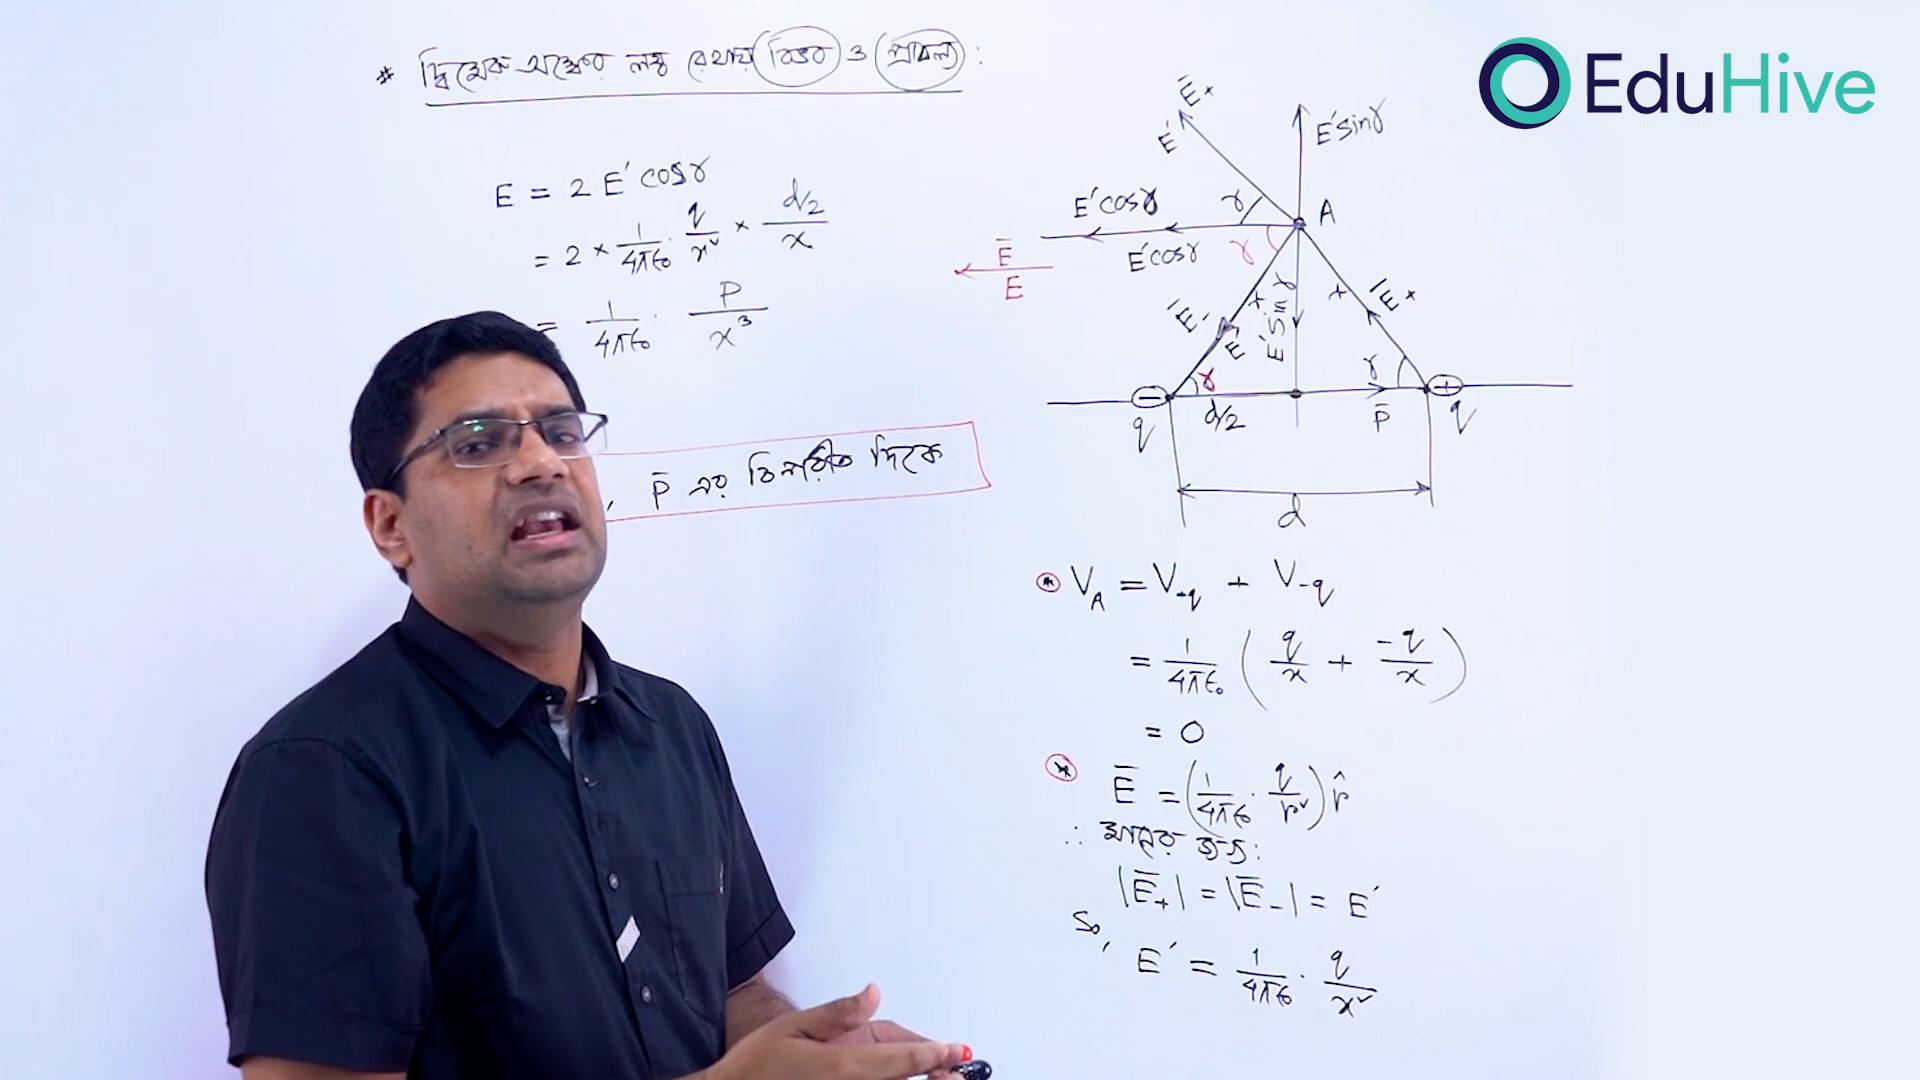 * দ্বিমেরু অক্ষের লম্ব রেখায় বিভব ও প্রাবল্য :
EduHive
E = 2 E′ cosγ
= 2 × 1/4πϵ₀ · q/x² × d/2/x
= 1/4πϵ₀ · P/x³
, P̄ এর বিপরীত দিকে
Ē+
E′
E′sinγ
E′cosγ
γ
A
Ē
E
E′cosγ
γ
Ē-
E′
x
E′sinγ
x
Ē+
γ
γ
−
+
q
d/2
P̄
q
d
* V_A = V+q + V-q
= 1/4πϵ₀ ( q/x + -q/x )
= 0
* Ē = ( 1/4πϵ₀ · q/r² ) r̂
∴ মানের জন্য:
|Ē+| = |Ē-| = E′
So,
E′ = 1/4πϵ₀ · q/x²